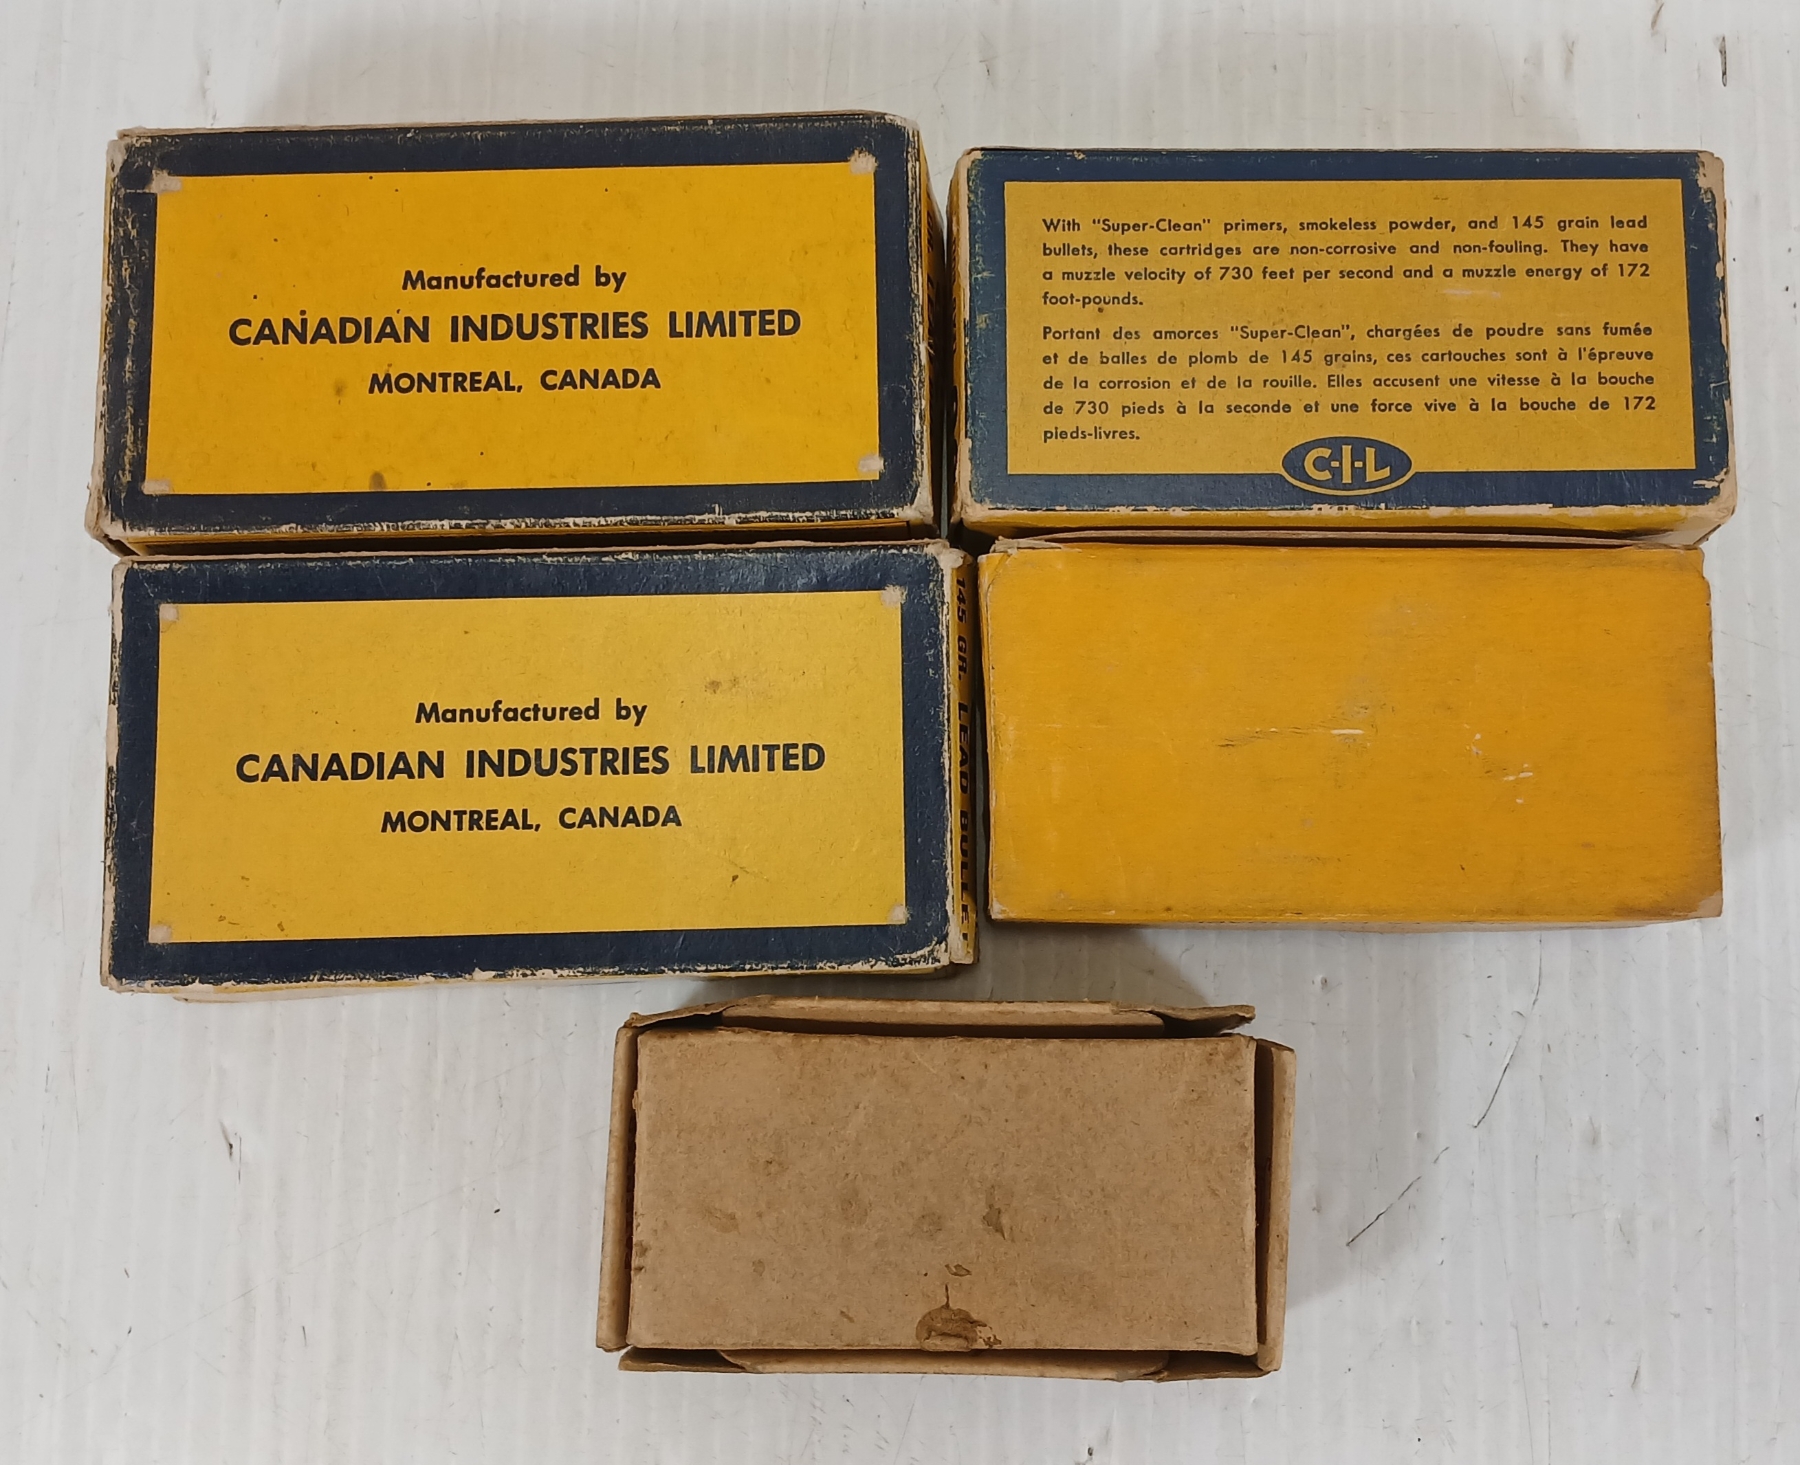 Manufactured by
CANADIAN INDUSTRIES LIMITED
MONTREAL, CANADA
With "Super-Clean" primers, smokeless powder, and 145 grain lead
bullets, these cartridges are non-corrosive and non-fouling. They have
a muzzle velocity of 730 feet per second and a muzzle energy of 172
foot-pounds.
Portant des amorces "Super-Clean", chargées de poudre sans fumée
et de balles de plomb de 145 grains, ces cartouches sont à l'épreuve
de la corrosion et de la rouille. Elles accusent une vitesse à la bouche
de 730 pieds à la seconde et une force vive à la bouche de 172
pieds-livres.
C-I-L
Manufactured by
CANADIAN INDUSTRIES LIMITED
MONTREAL, CANADA
145 GR. LEAD BULLET